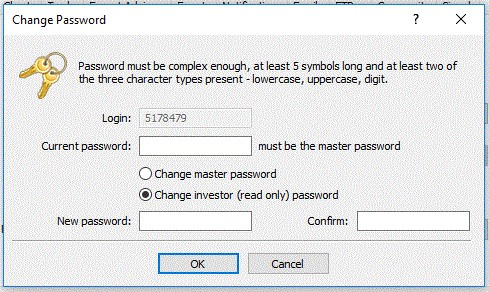 Change Password
Password must be complex enough, at least 5 symbols long and at least two of
the three character types present - lowercase, uppercase, digit.
Login: 5178479
Current password: must be the master password
Change master password
Change investor (read only) password
New password: Confirm:
OK Cancel